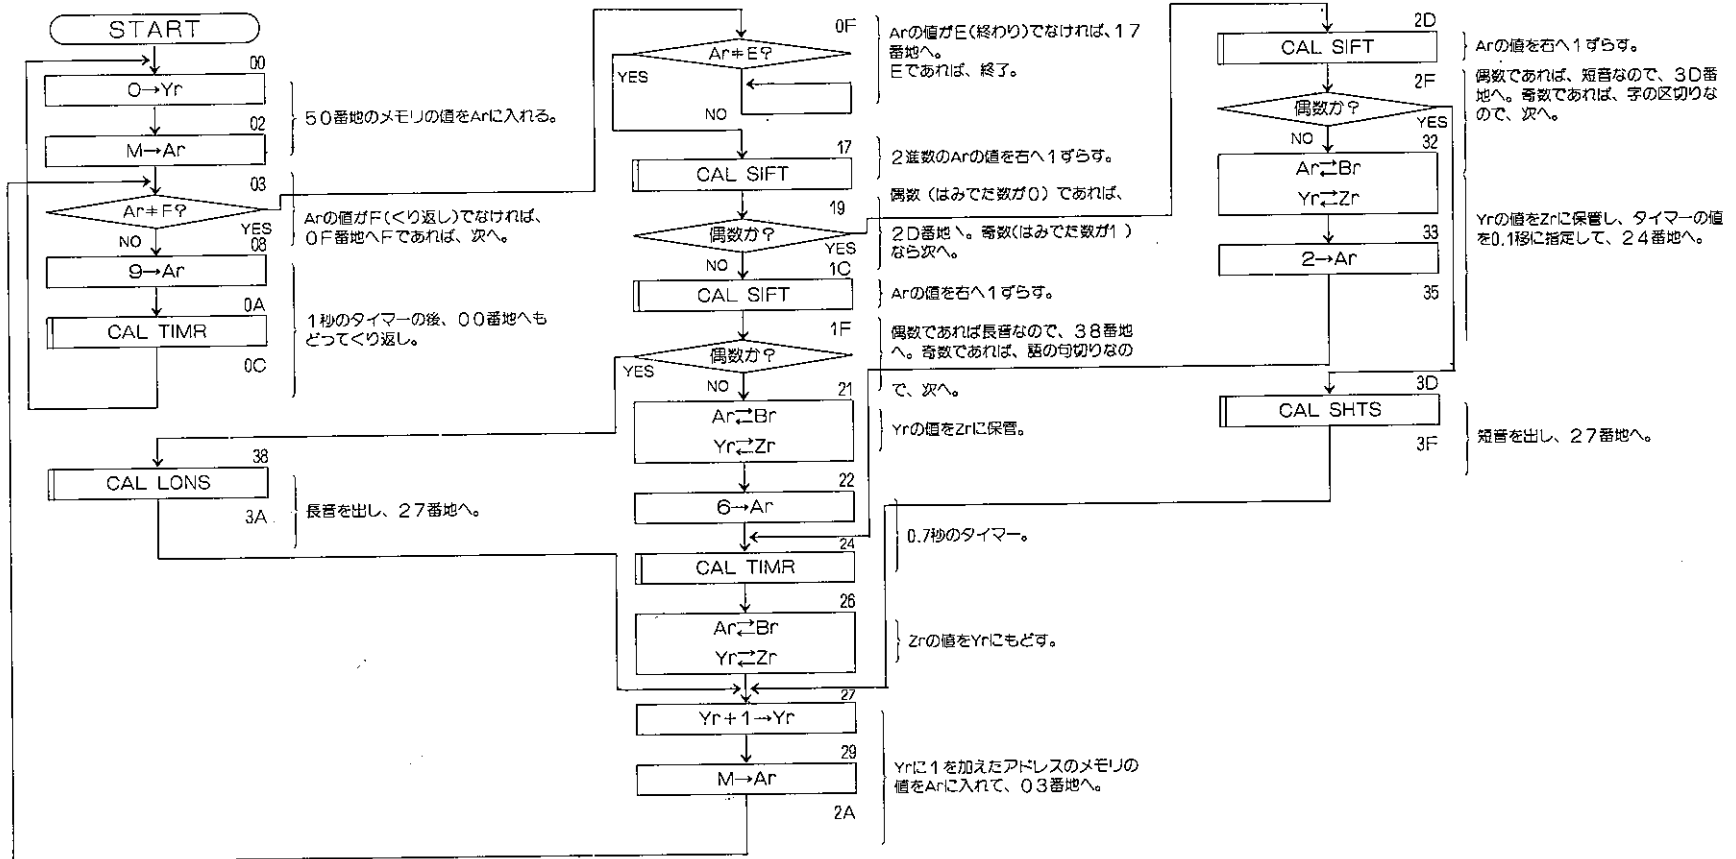 START
00
0→Yr
02
M→Ar
50番地のメモリの値をArに入れる。
03
Ar≠F?
YES
NO
Arの値がF(くり返し)でなければ、
0F番地へFであれば、次へ。
08
9→Ar
0A
CAL TIMR
0C
1秒のタイマーの後、00番地へも
どってくり返し。
38
CAL LONS
3A
長音を出し、27番地へ。
0F
Ar≠E?
YES
NO
Arの値がE(終わり)でなければ、17
番地へ。
Eであれば、終了。
17
CAL SIFT
2進数のArの値を右へ1ずらす。
19
偶数か?
YES
NO
偶数(はみでた数が0)であれば、
2D番地へ。奇数(はみでた数が1)
なら次へ。
1C
CAL SIFT
Arの値を右へ1ずらす。
1F
偶数か?
YES
NO
偶数であれば長音なので、38番地
へ。奇数であれば、語の句切りなの
で、次へ。
21
Ar⇄Br
Yr⇄Zr
Yrの値をZrに保管。
22
6→Ar
24
CAL TIMR
0.7秒のタイマー。
26
Ar⇄Br
Yr⇄Zr
Zrの値をYrにもどす。
27
Yr+1→Yr
29
M→Ar
2A
Yrに1を加えたアドレスのメモリの
値をArに入れて、03番地へ。
2D
CAL SIFT
Arの値を右へ1ずらす。
2F
偶数か?
YES
NO
偶数であれば、短音なので、3D番
地へ。奇数であれば、字の区切りな
ので、次へ。
32
Ar⇄Br
Yr⇄Zr
33
2→Ar
35
Yrの値をZrに保管し、タイマーの値
を0.1移に指定して、24番地へ。
3D
CAL SHTS
3F
短音を出し、27番地へ。